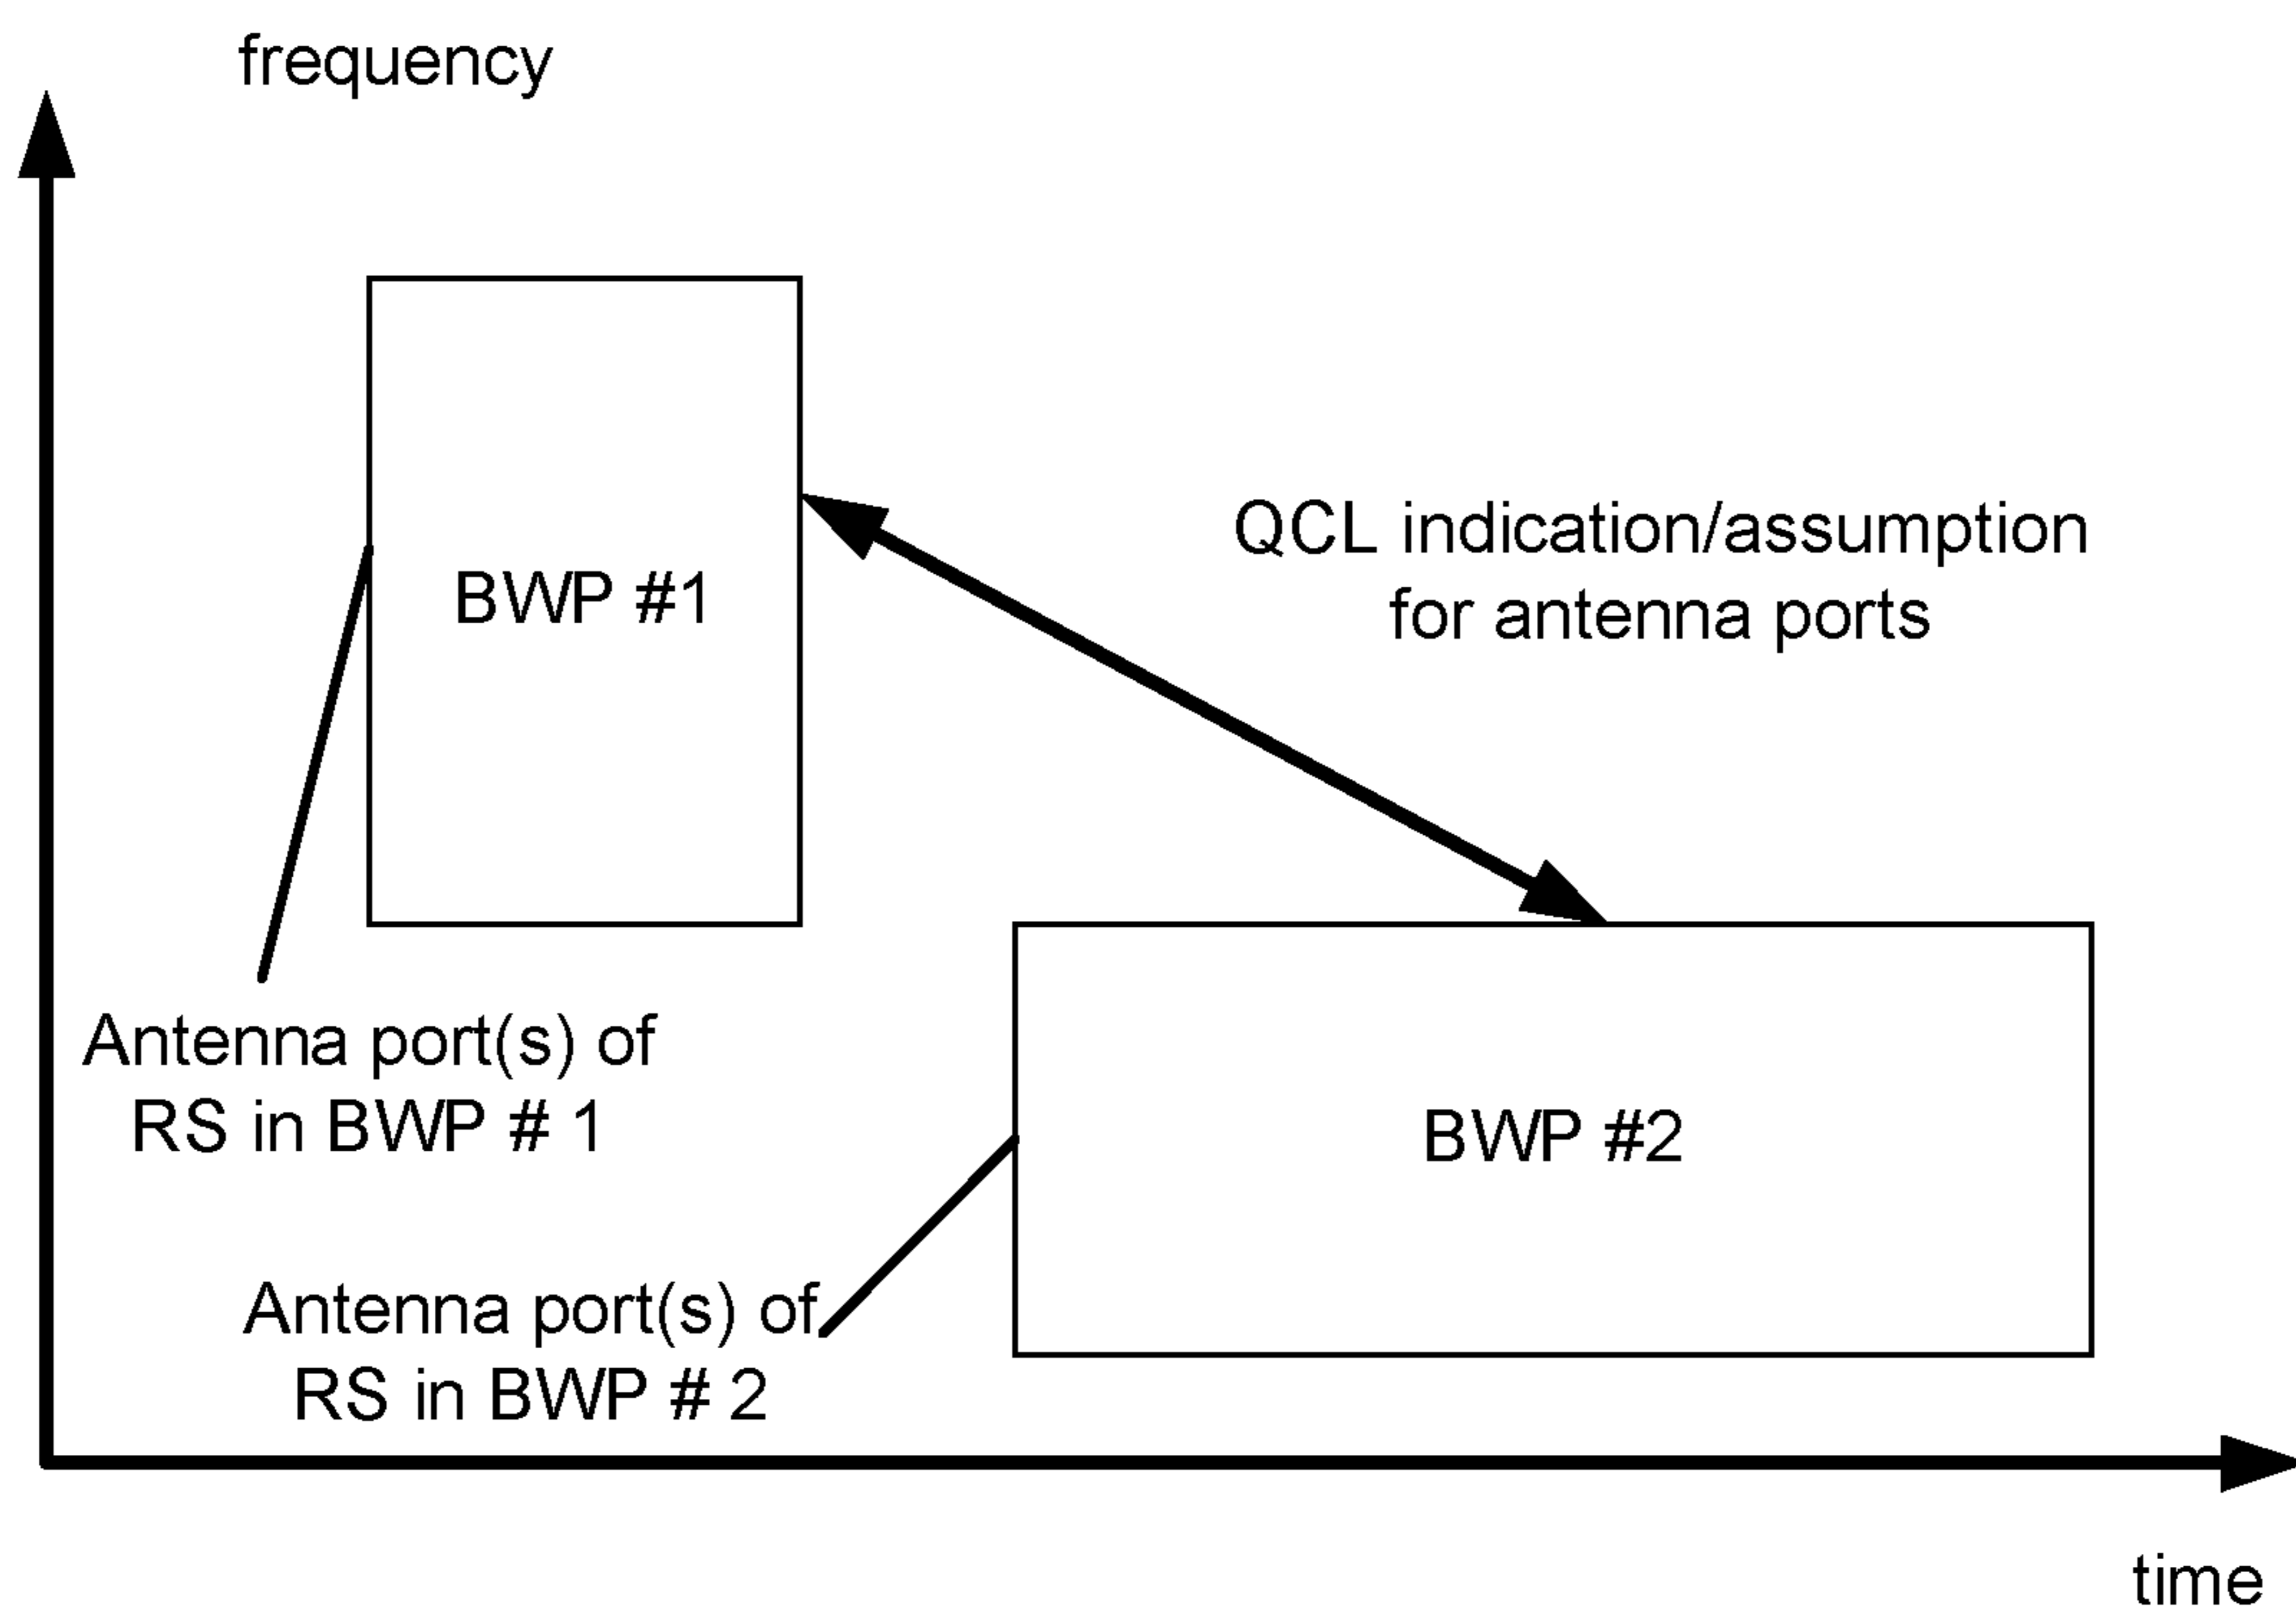 frequency
QCL indication/assumption
for antenna ports
BWP #1
Antenna port(s) of
RS in BWP # 1
BWP #2
Antenna port(s) of
RS in BWP # 2
time